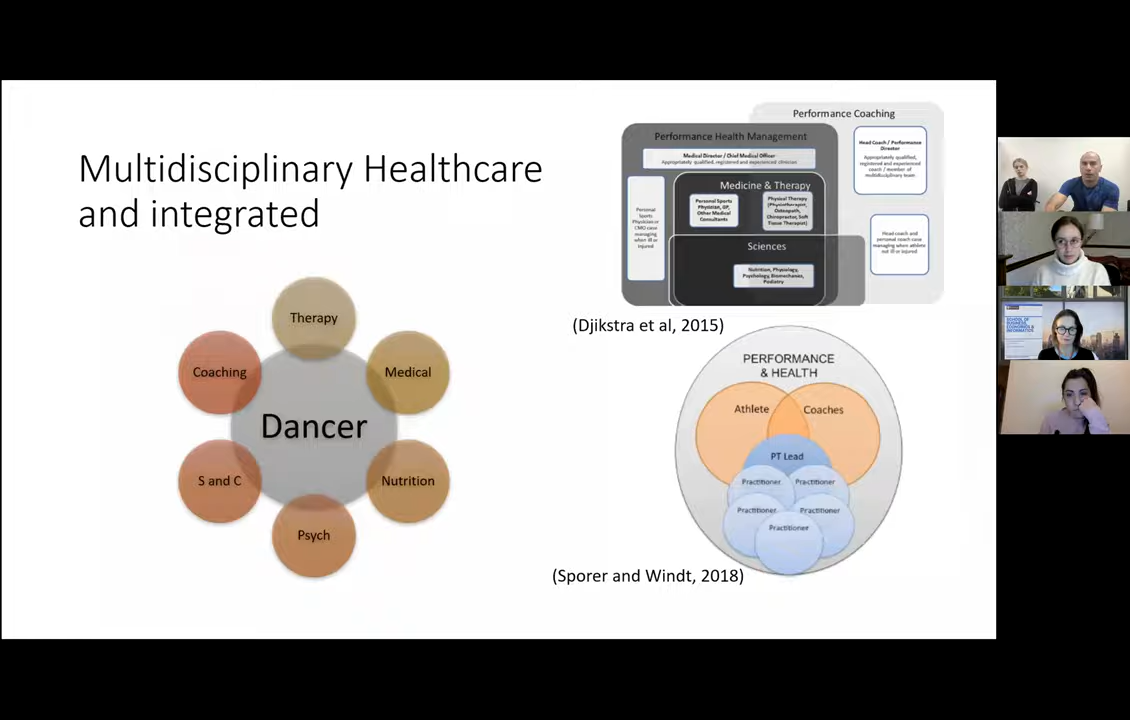 Multidisciplinary Healthcare
and integrated
Therapy
Coaching
Medical
Dancer
S and C
Nutrition
Psych
Performance Coaching
Performance Health Management
Medical Director / Chief Medical Officer
Appropriately qualified, registered and experienced clinician
Head Coach / Performance
Director
Appropriately qualified,
registered and experienced
coach / member of
multidisciplinary team
Medicine & Therapy
Personal Sports
Physician, GP,
Other Medical
Consultants
Physical Therapy
(Physiotherapist,
Osteopath,
Chiropractor, Soft
Tissue Therapist)
Personal
Sports
Physician or
CMO case
managing
when ill or
injured
Head coach and
personal coach case
managing when athlete
not ill or injured
Sciences
Nutrition, Physiology,
Psychology, Biomechanics,
Podiatry
(Djikstra et al, 2015)
PERFORMANCE
& HEALTH
Athlete
Coaches
PT Lead
Practitioner
Practitioner
Practitioner
Practitioner
Practitioner
(Sporer and Windt, 2018)
SCHOOL OF
BUSINESS,
ECONOMICS &
INFORMATICS